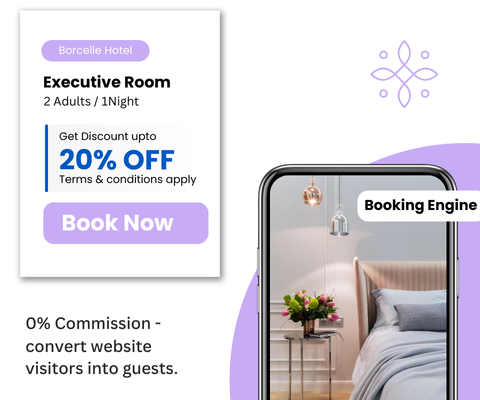 Borcelle Hotel
Executive Room
2 Adults / 1Night
Get Discount upto
20% OFF
Terms & conditions apply
Book Now
Booking Engine
0% Commission -
convert website
visitors into guests.